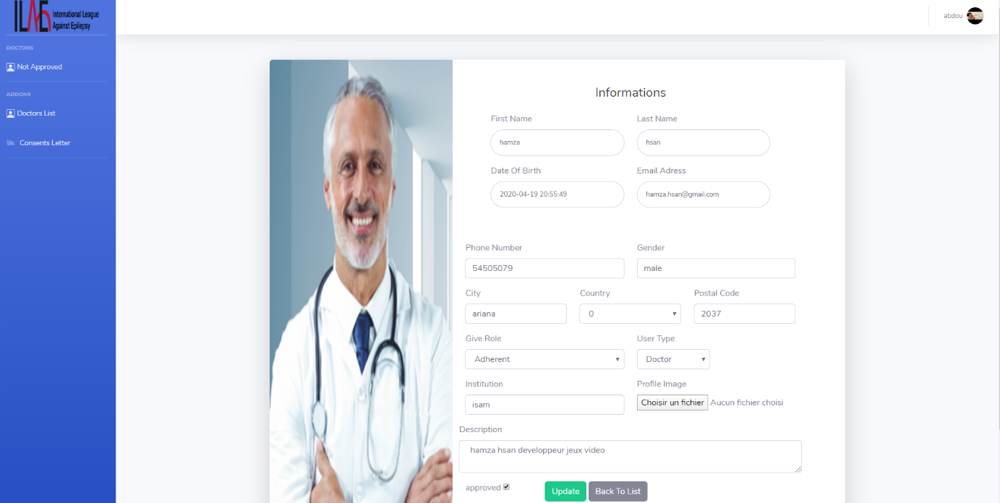 ILAE International League
Against Epilepsy
abdou
DOCTORS
Not Approved
ADDONS
Doctors List
Consents Letter
Informations
First Name Last Name
hamza hsan
Date Of Birth Email Adress
2020-04-19 20:55:49 hamza.hsan@gmail.com
Phone Number Gender
54505079 male
City Country Postal Code
ariana 0 2037
Give Role User Type
Adherent Doctor
Institution Profile Image
isam Choisir un fichier Aucun fichier choisi
Description
hamza hsan developpeur jeux video
approved Update Back To List